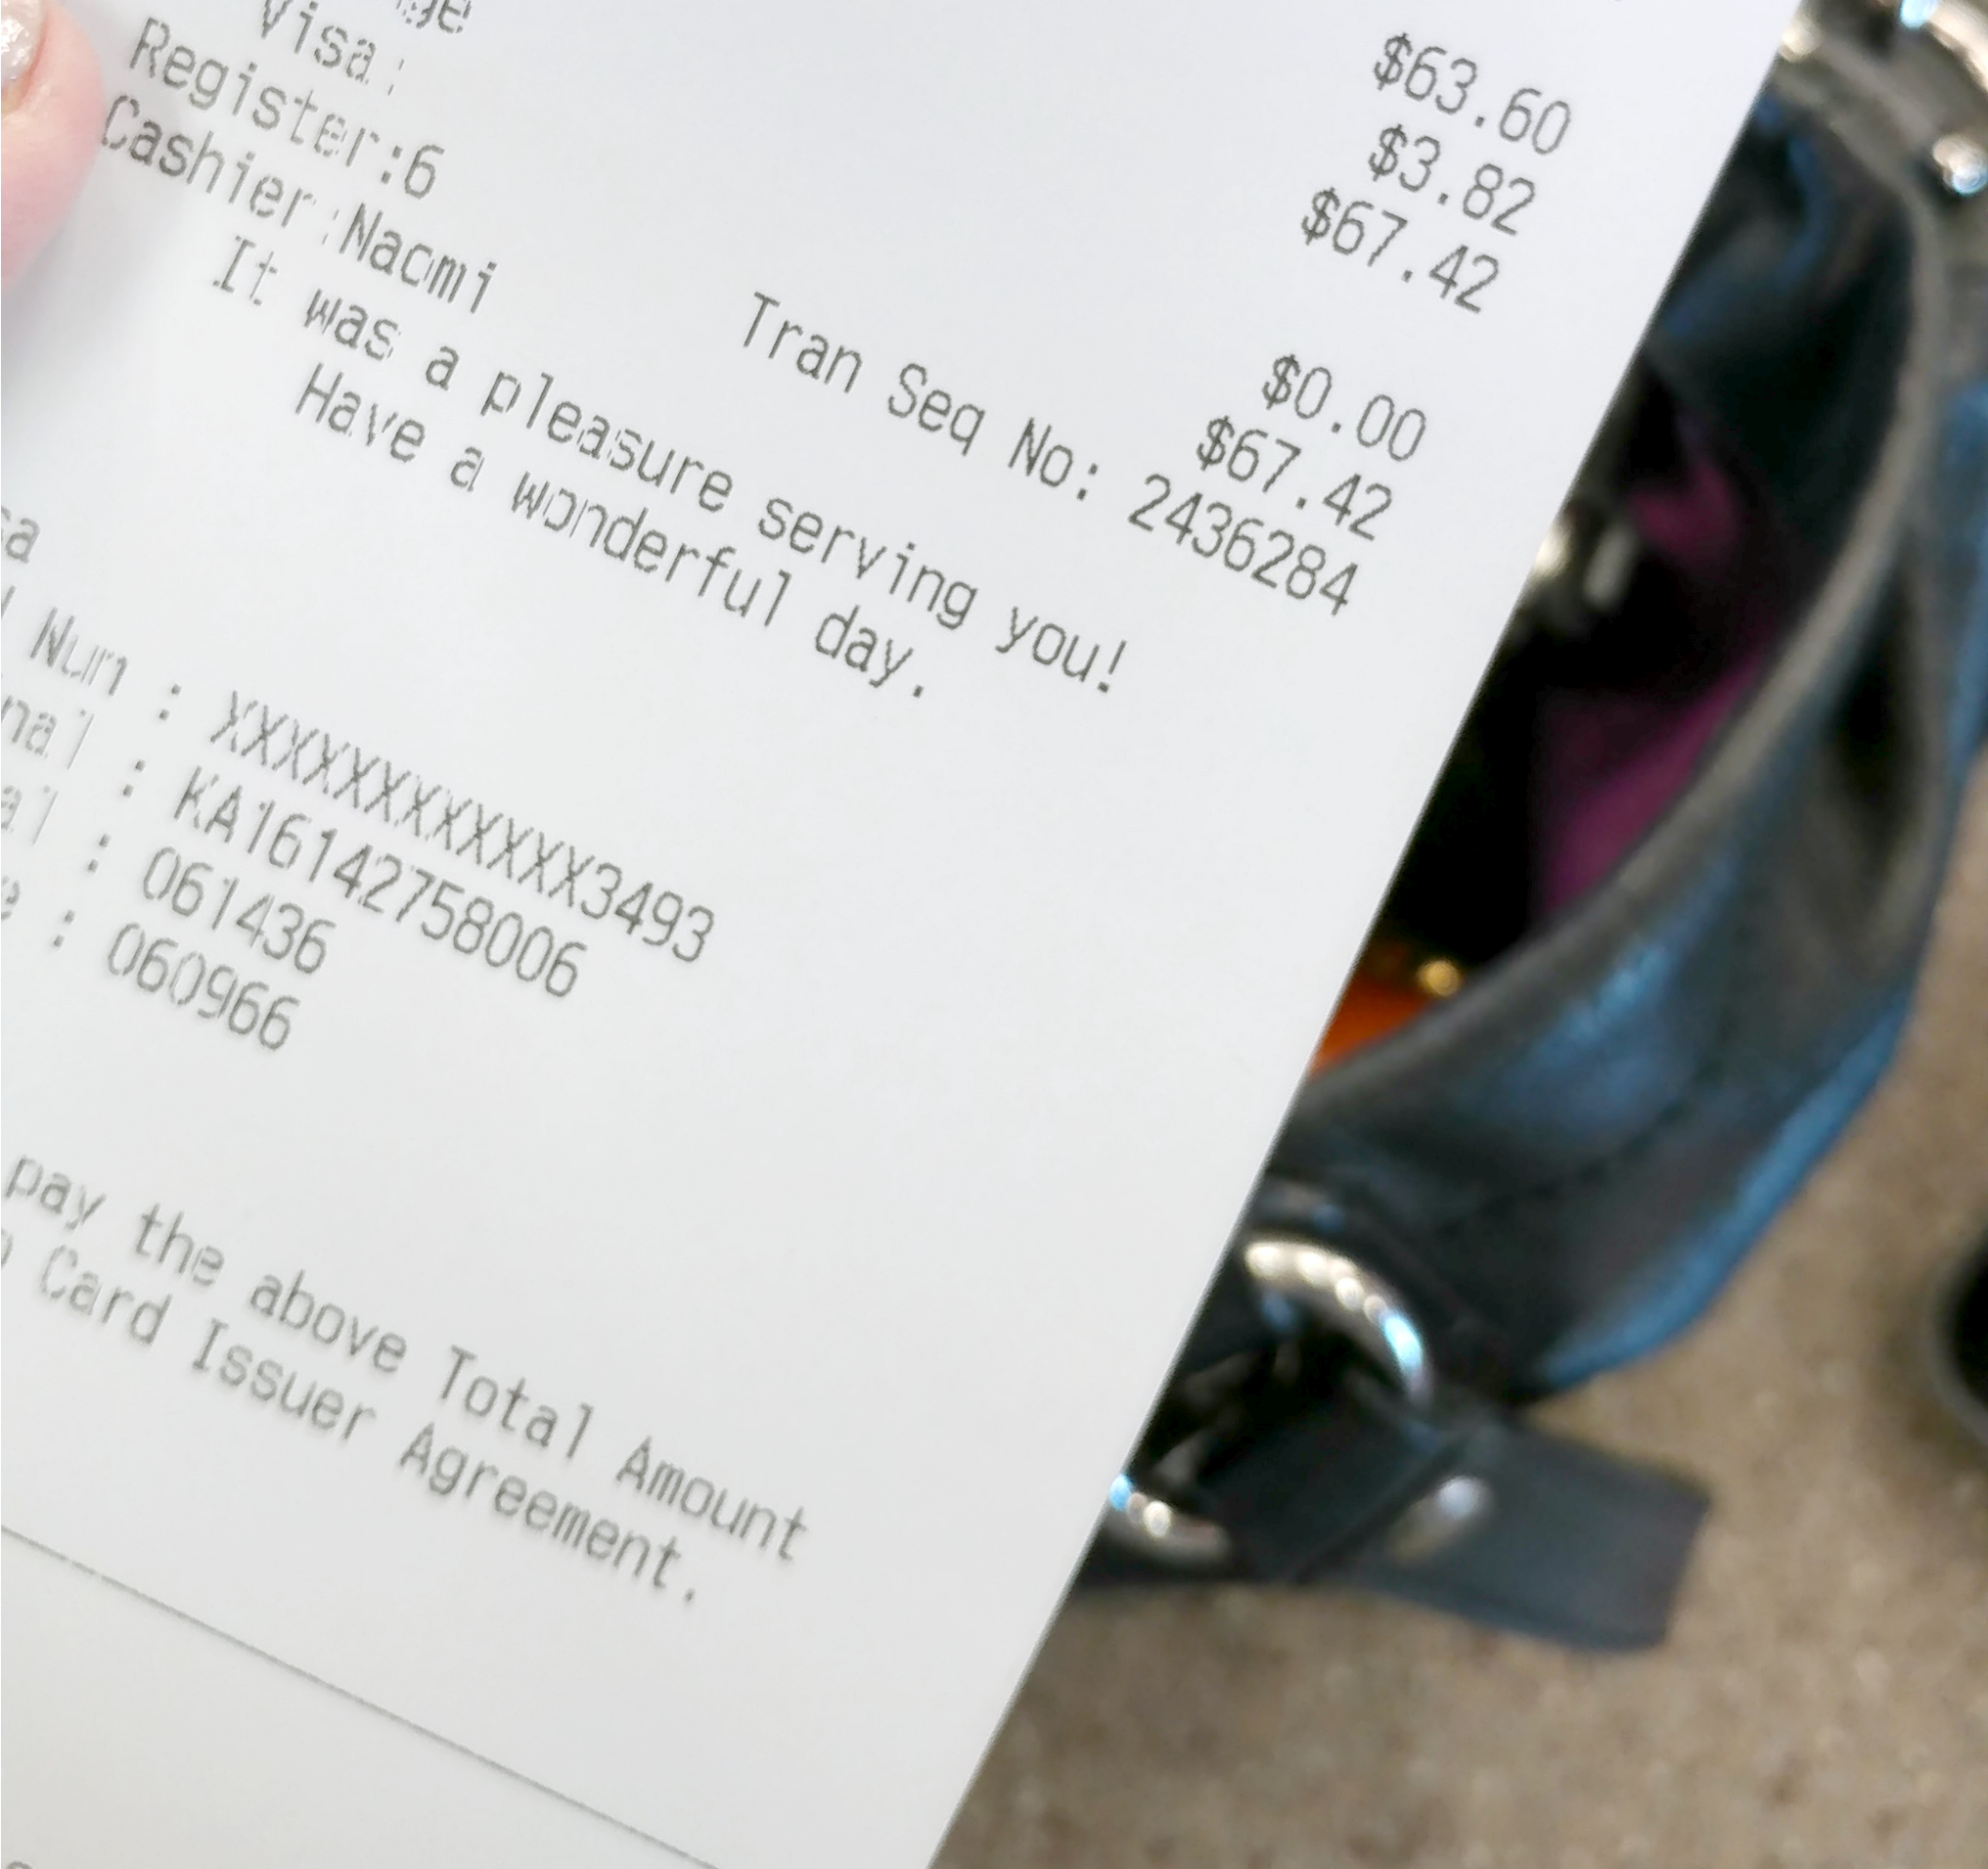 $63.60
$3.82
$67.42
$0.00
Visa: $67.42
Register:6 Tran Seq No: 2436284
Cashier:Naomi
It was a pleasure serving you!
Have a wonderful day.
: XXXXXXXXXXXX3493
: KA16142758006
: 061436
: 060966
pay the above Total Amount
Card Issuer Agreement.